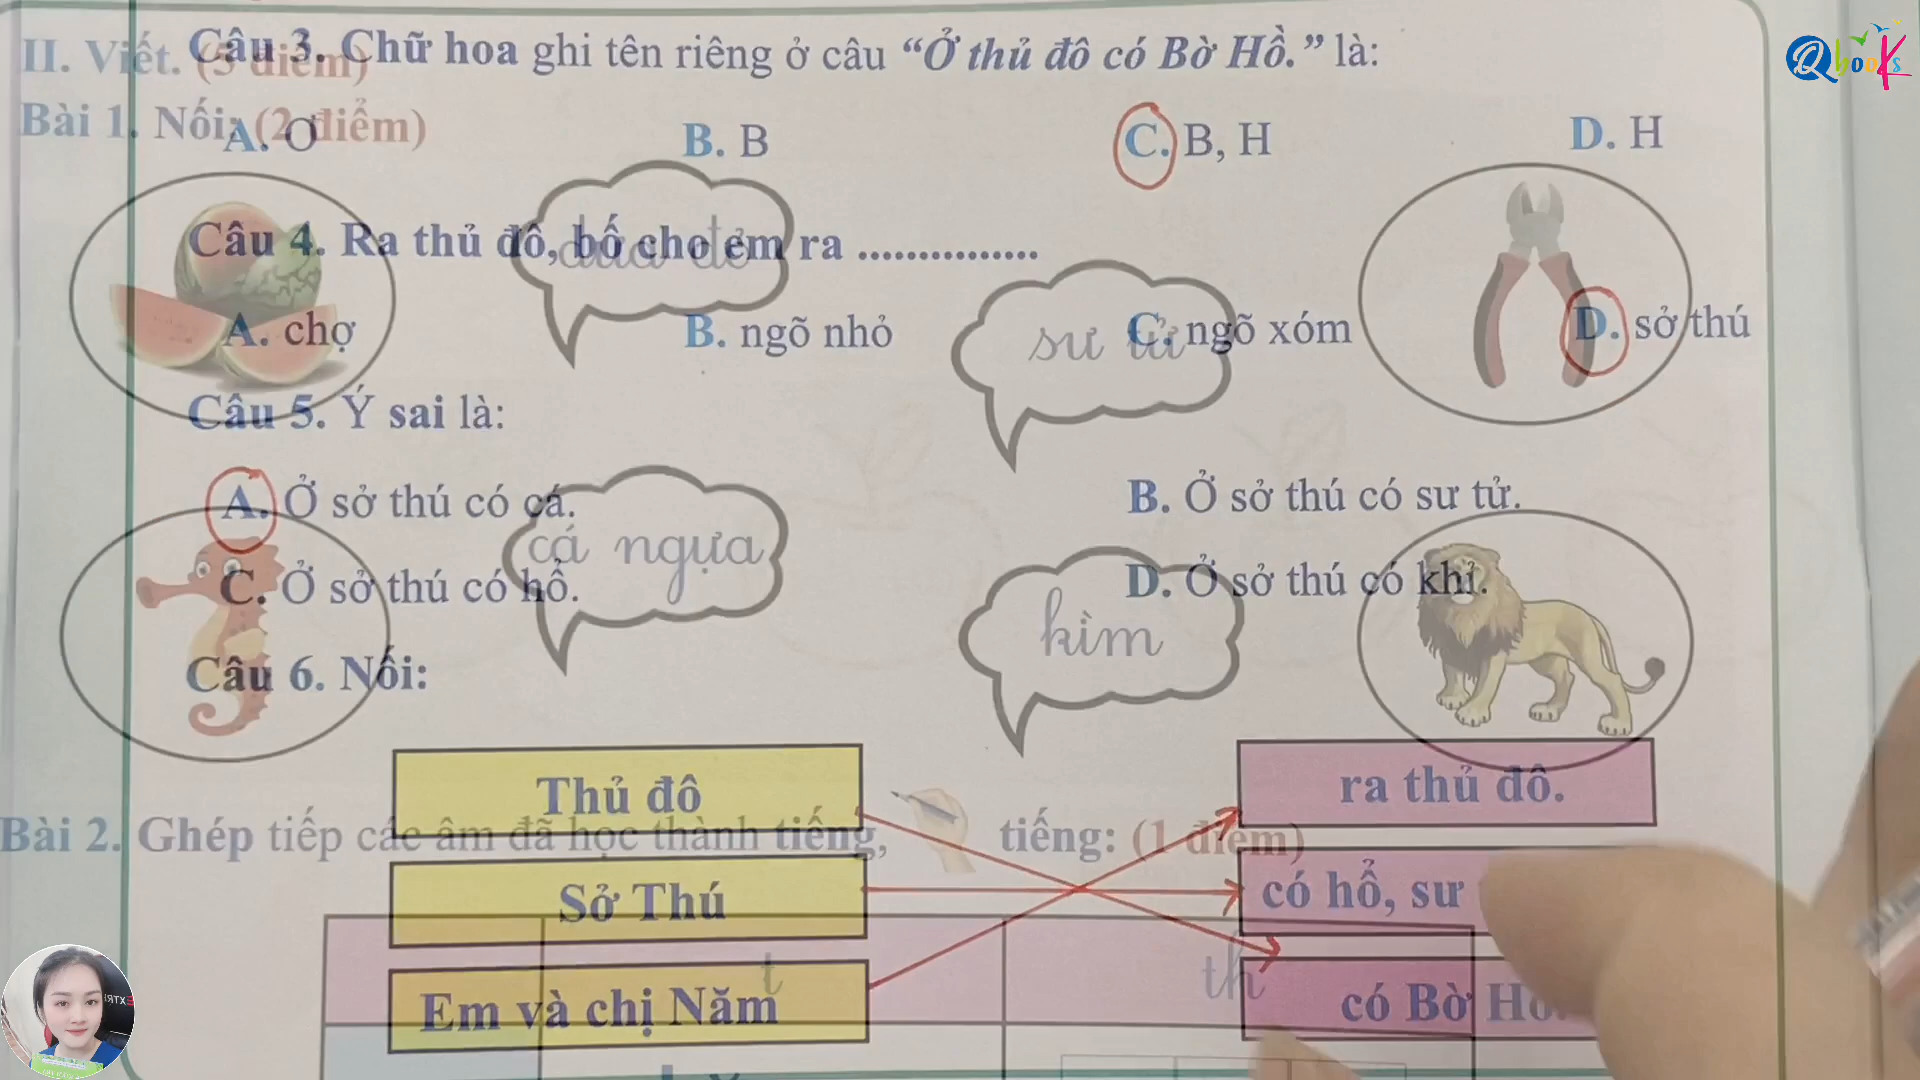 Qbooks
Câu 3. Chữ hoa ghi tên riêng ở câu “Ở thủ đô có Bờ Hồ.” là:
A. Ơ B. B C. B, H D. H
Câu 4. Ra thủ đô, bố cho em ra ...............
A. chợ B. ngõ nhỏ C. ngõ xóm D. sở thú
Câu 5. Ý sai là:
A. Ở sở thú có cá. B. Ở sở thú có sư tử.
C. Ở sở thú có hổ. D. Ở sở thú có khỉ.
Câu 6. Nối:
Thủ đô ra thủ đô.
Sở Thú có hổ, sư
Em và chị Năm có Bờ Hồ.
II. Viết. (5 điểm)
Bài 1. Nối: (2 điểm)
dưa đỏ
sư tử
cá ngựa
kìm
Bài 2. Ghép tiếp các âm đã học thành tiếng, tiếng: (1 điểm)
t th